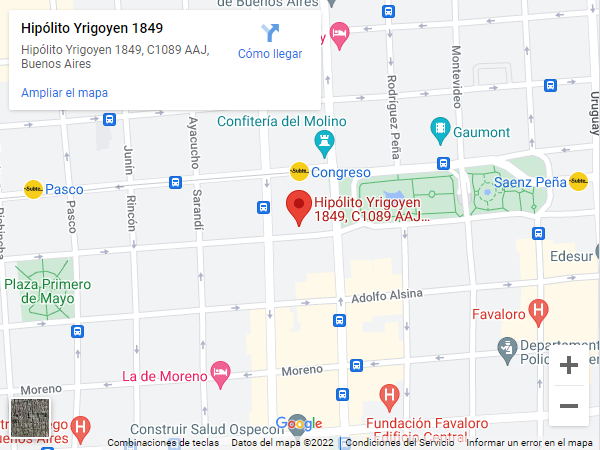 de Buenos Aires
Hipólito Yrigoyen 1849
Hipólito Yrigoyen 1849, C1089 AAJ,
Buenos Aires
Cómo llegar
Ampliar el mapa
Rodríguez Peña
Montevideo
Uruguay
Confitería del Molino
Gaumont
Junín
Ayacucho
Subte
Congreso
Subte
Pasco
Saenz Peña
Subte
Pichincha
Pasco
Rincón
Sarandí
Hipólito Yrigoyen
1849, C1089 AAJ...
Edesur
Plaza Primero
de Mayo
Adolfo Alsina
Favaloro
Departamento
Moreno
La de Moreno
Moreno
Buenos Aires
Construir Salud Ospecon
Google
Fundación Favaloro
Edificio Central
Combinaciones de teclas
Datos del mapa ©2022
Condiciones del Servicio
Informar un error en el mapa